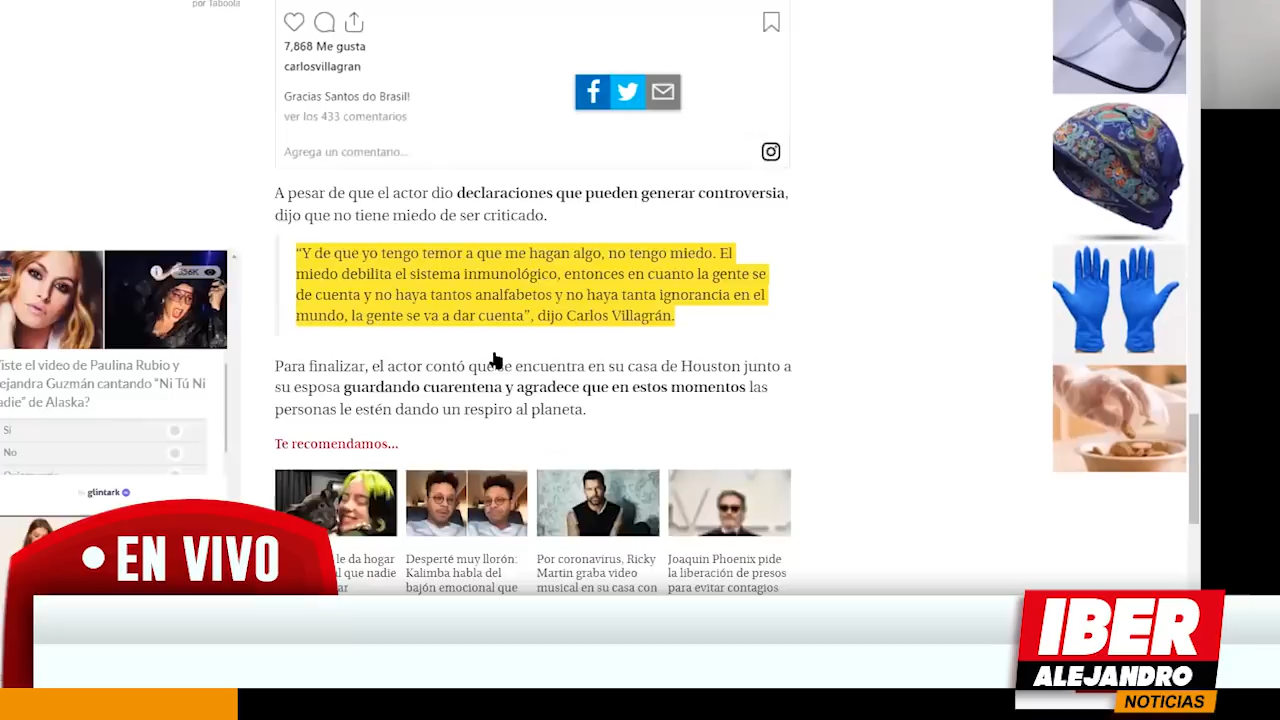 por Taboola
7,868 Me gusta
carlosvillagran
Gracias Santos do Brasil!
ver los 433 comentarios
Agrega un comentario...
A pesar de que el actor dio declaraciones que pueden generar controversia,
dijo que no tiene miedo de ser criticado.
“Y de que yo tengo temor a que me hagan algo, no tengo miedo. El
miedo debilita el sistema inmunológico, entonces en cuanto la gente se
de cuenta y no haya tantos analfabetos y no haya tanta ignorancia en el
mundo, la gente se va a dar cuenta”, dijo Carlos Villagrán.
Para finalizar, el actor contó que se encuentra en su casa de Houston junto a
su esposa guardando cuarentena y agradece que en estos momentos las
personas le estén dando un respiro al planeta.
Te recomendamos...
iste el video de Paulina Rubio y
ejandra Guzmán cantando “Ni Tú Ni
adie” de Alaska?
Si
No
glintark
le da hogar
l que nadie
ar
Desperté muy llorón:
Kalimba habla del
bajón emocional que
Por coronavirus, Ricky
Martin graba video
musical en su casa con
Joaquin Phoenix pide
la liberación de presos
para evitar contagios
EN VIVO
IBER
ALEJANDRO
NOTICIAS